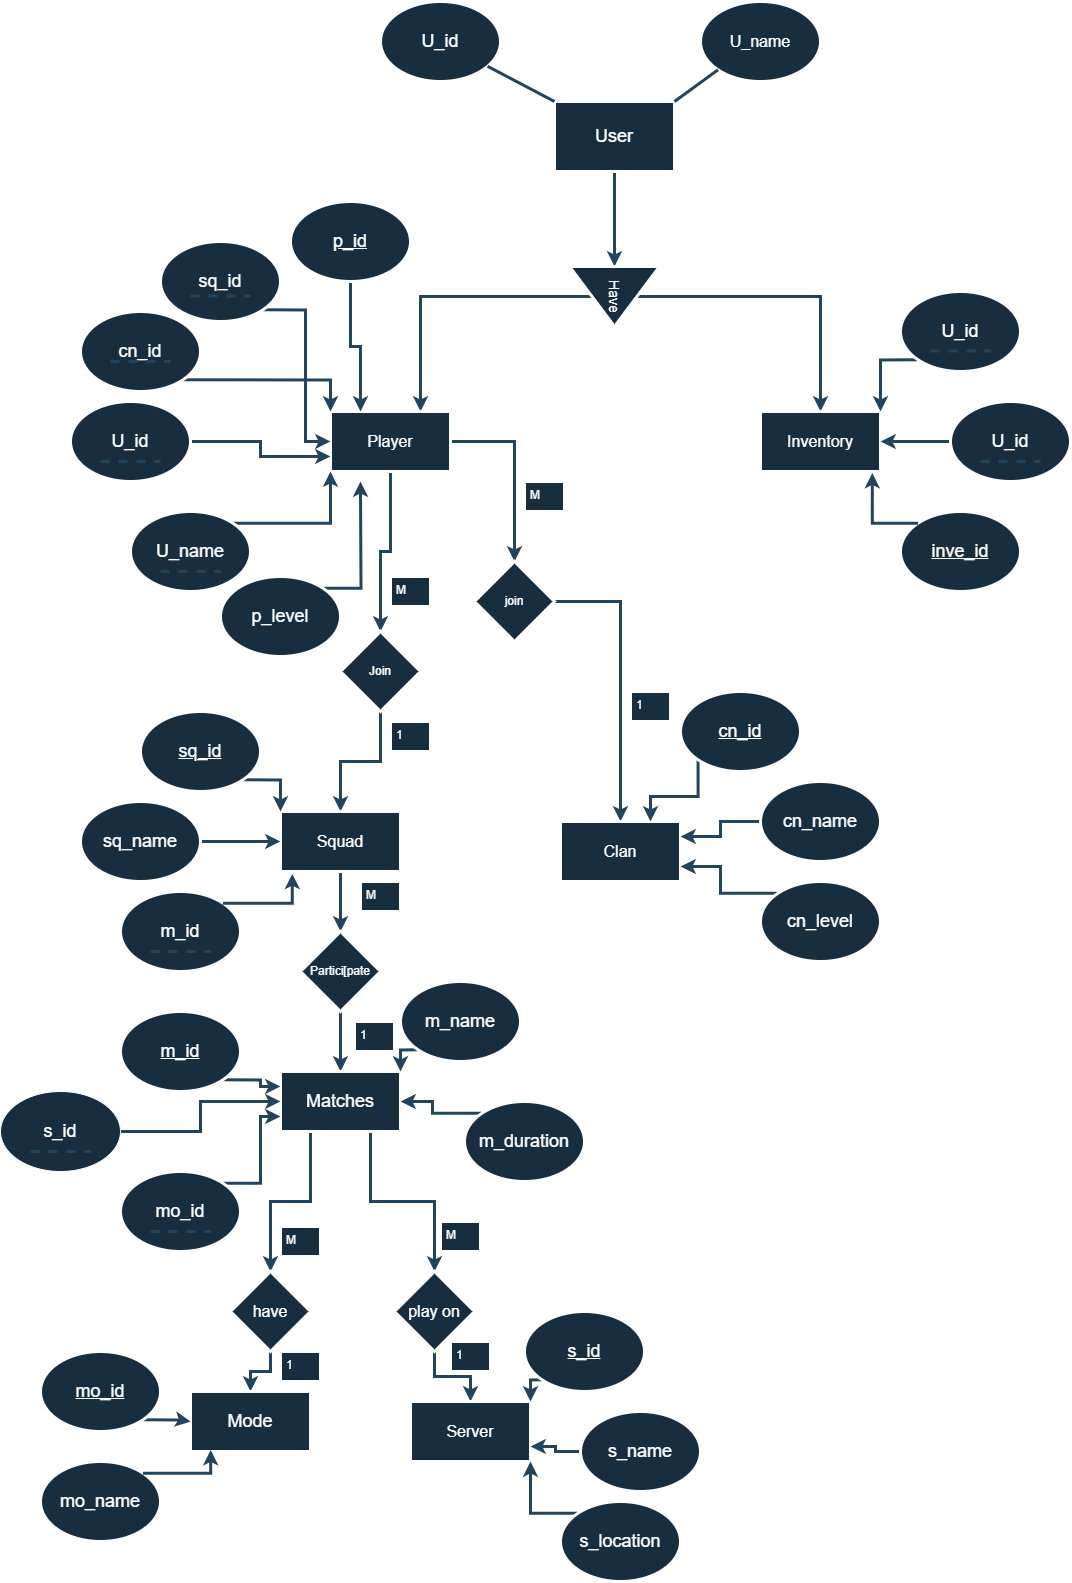 U_id
U_name
User
p_id
sq_id
Have
U_id
cn_id
U_id
Player
Inventory
U_id
M
U_name
inve_id
M
p_level
join
Join
1
cn_id
1
sq_id
cn_name
sq_name
Squad
Clan
M
cn_level
m_id
Partici[pate
m_name
1
m_id
Matches
s_id
m_duration
mo_id
M
M
have
play on
s_id
1
1
mo_id
Mode
Server
s_name
mo_name
s_location